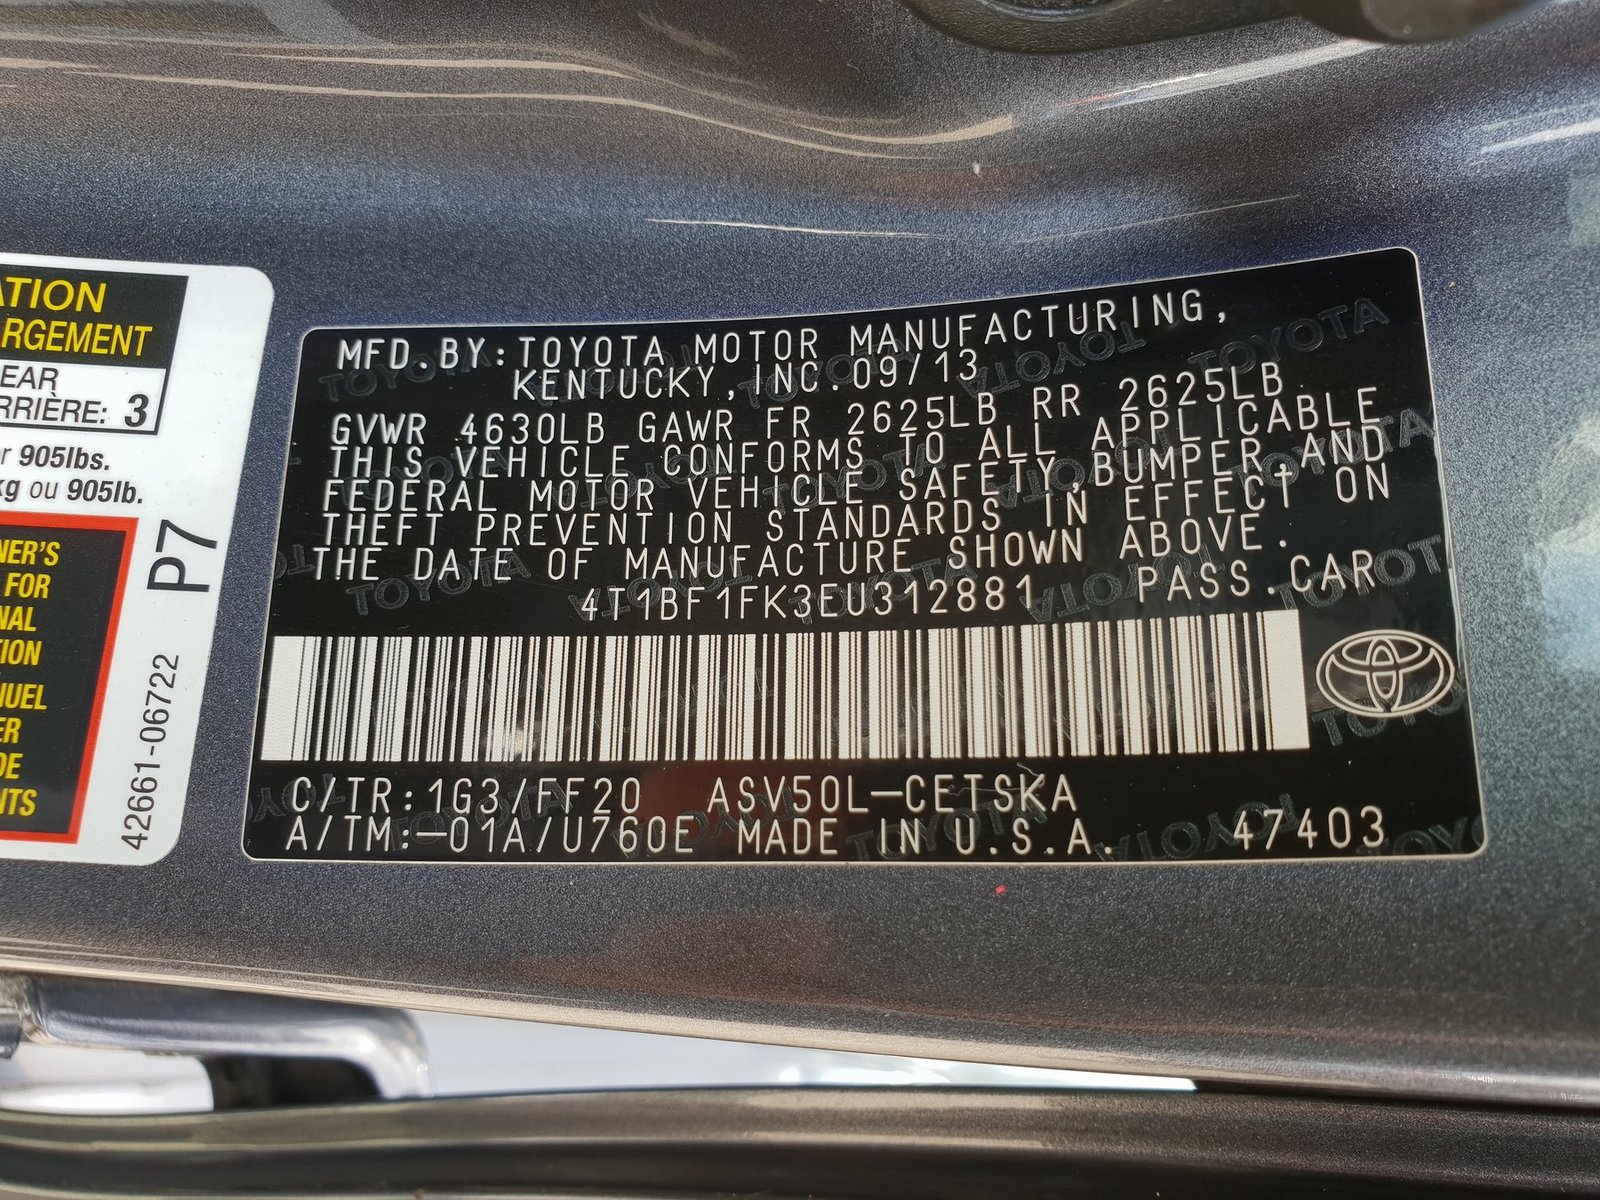 ATION
ARGEMENT
EAR
RRIÈRE: 3
r 905lbs.
kg ou 905lb.
NER'S
FOR
NAL
TION
NUEL
ER
DE
NTS
P7
42661-06722
MFD.BY:TOYOTA MOTOR MANUFACTURING,
KENTUCKY,INC.09/13
GVWR 4630LB GAWR FR 2625LB RR 2625LB
THIS VEHICLE CONFORMS TO ALL APPLICABLE
FEDERAL MOTOR VEHICLE SAFETY,BUMPER,AND
THEFT PREVENTION STANDARDS IN EFFECT ON
THE DATE OF MANUFACTURE SHOWN ABOVE.
4T1BF1FK3EU312881 PASS.CAR
C/TR:1G3/FF20 ASV50L-CETSKA
A/TM:-01A/U760E MADE IN U.S.A. 47403